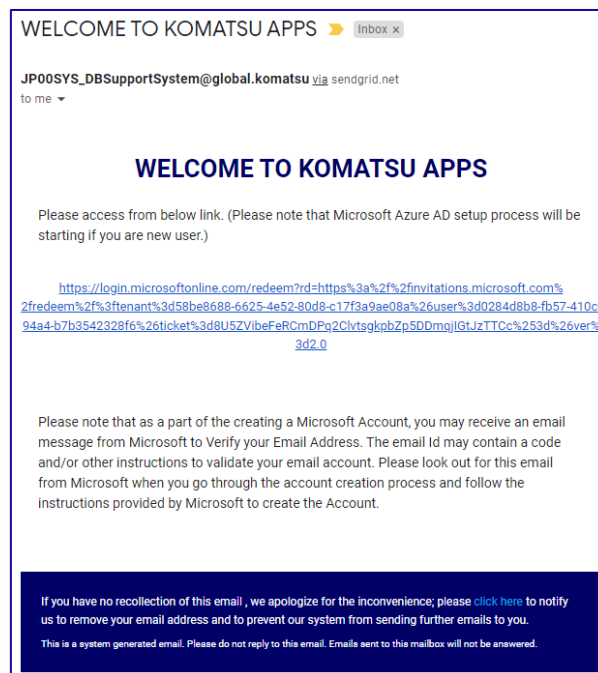 WELCOME TO KOMATSU APPS Inbox x
JP00SYS_DBSupportSystem@global.komatsu via sendgrid.net
to me
WELCOME TO KOMATSU APPS
Please access from below link. (Please note that Microsoft Azure AD setup process will be
starting if you are new user.)
https://login.microsoftonline.com/redeem?rd=https%3a%2f%2finvitations.microsoft.com%
2fredeem%2f%3ftenant%3d58be8688-6625-4e52-80d8-c17f3a9ae08a%26user%3d0284d8b8-fb57-410c
94a4-b7b3542328f6%26ticket%3d8U5ZVibeFeRCmDPq2ClvtsgkpbZp5DDmqjIGtJzTTCc%253d%26ver%
3d2.0
Please note that as a part of the creating a Microsoft Account, you may receive an email
message from Microsoft to Verify your Email Address. The email Id may contain a code
and/or other instructions to validate your email account. Please look out for this email
from Microsoft when you go through the account creation process and follow the
instructions provided by Microsoft to create the Account.
If you have no recollection of this email , we apologize for the inconvenience; please click here to notify
us to remove your email address and to prevent our system from sending further emails to you.
This is a system generated email. Please do not reply to this email. Emails sent to this mailbox will not be answered.